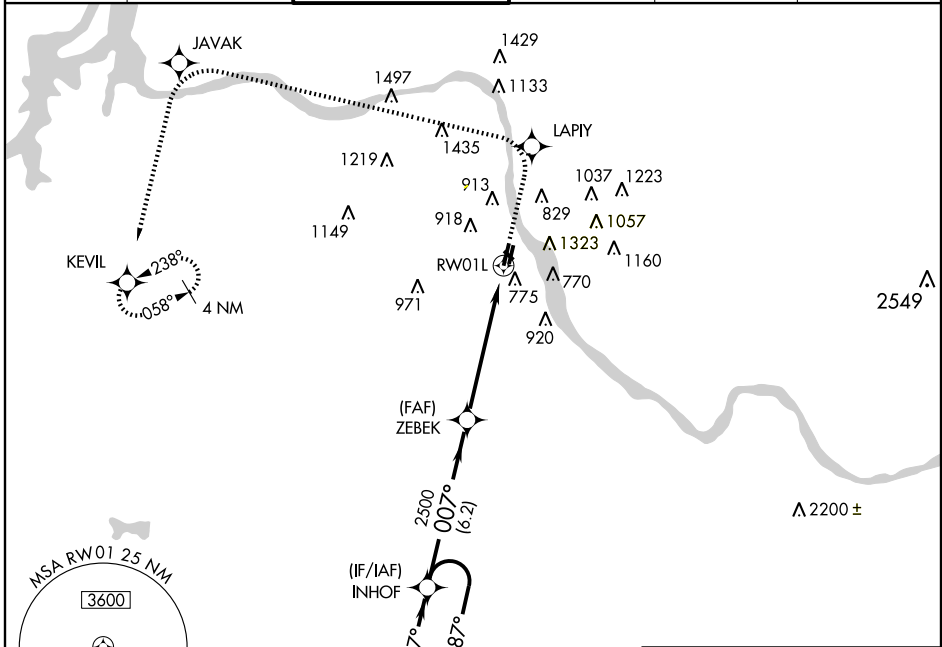 JAVAK
1429
1497
1133
LAPIY
1435
1219
1037
1223
913
829
1149
918
1057
1323
KEVIL
238°
RW01L
1160
058°
4 NM
971
775
770
2549
920
(FAF)
ZEBEK
2500
007°
(6.2)
2200 ±
MSA RW01 25 NM
3600
(IF/IAF)
INHOF
7°
87°